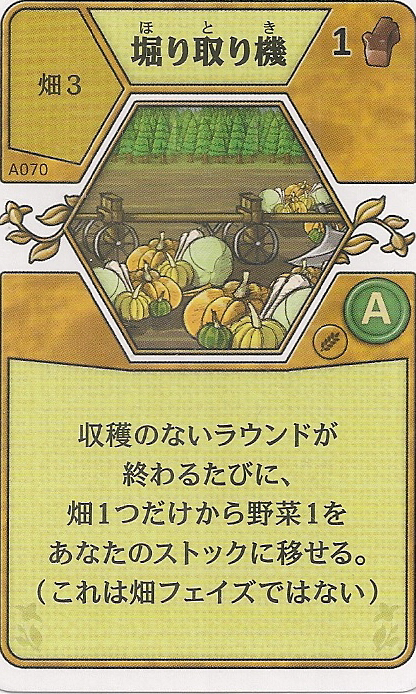 ほとき
堀り取り機
1
畑3
A070
A
収穫のないラウンドが
終わるたびに、
畑1つだけから野菜1を
あなたのストックに移せる。
（これは畑フェイズではない）